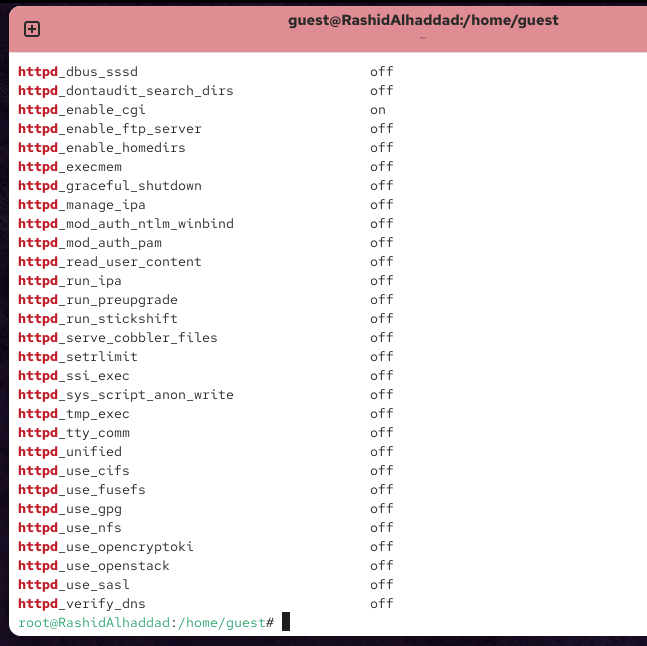 guest@RashidAlhaddad:/home/guest
~
httpd_dbus_sssd off
httpd_dontaudit_search_dirs off
httpd_enable_cgi on
httpd_enable_ftp_server off
httpd_enable_homedirs off
httpd_execmem off
httpd_graceful_shutdown off
httpd_manage_ipa off
httpd_mod_auth_ntlm_winbind off
httpd_mod_auth_pam off
httpd_read_user_content off
httpd_run_ipa off
httpd_run_preupgrade off
httpd_run_stickshift off
httpd_serve_cobbler_files off
httpd_setrlimit off
httpd_ssi_exec off
httpd_sys_script_anon_write off
httpd_tmp_exec off
httpd_tty_comm off
httpd_unified off
httpd_use_cifs off
httpd_use_fusefs off
httpd_use_gpg off
httpd_use_nfs off
httpd_use_opencryptoki off
httpd_use_openstack off
httpd_use_sasl off
httpd_verify_dns off
root@RashidAlhaddad:/home/guest#